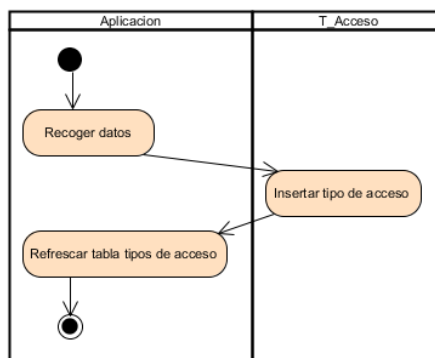 Aplicacion
T_Acceso
Recoger datos
Insertar tipo de acceso
Refrescar tabla tipos de acceso